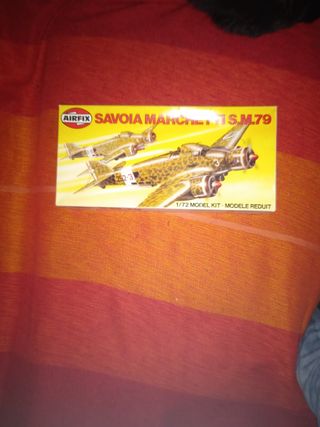 AIRFIX
SAVOIA MARCHETTI S.M.79
1/72 MODEL KIT · MODELE REDUIT